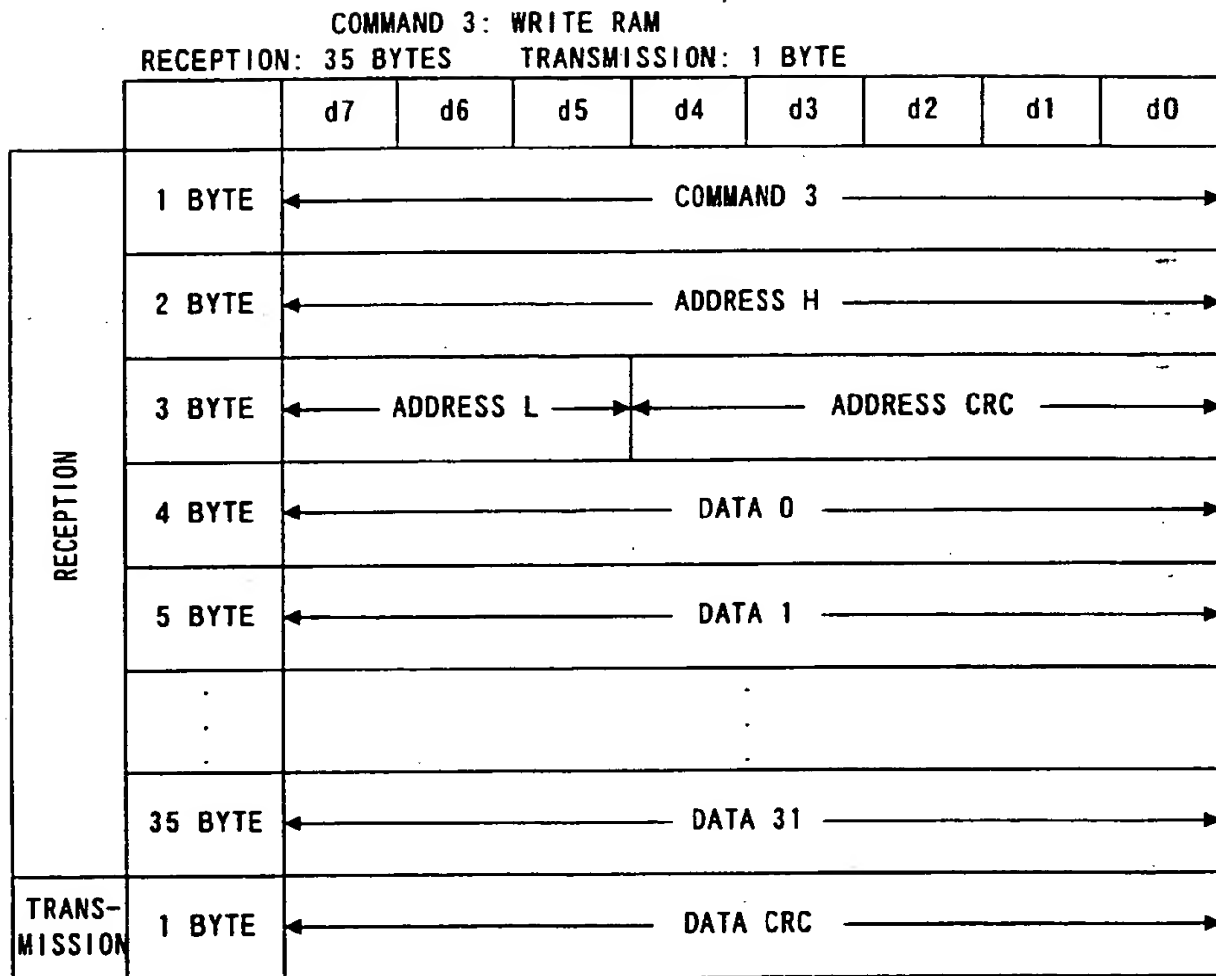 COMMAND 3: WRITE RAM
RECEPTION: 35 BYTES TRANSMISSION: 1 BYTE
d7 d6 d5 d4 d3 d2 d1 d0
RECEPTION
1 BYTE COMMAND 3
2 BYTE ADDRESS H
3 BYTE ADDRESS L ADDRESS CRC
4 BYTE DATA 0
5 BYTE DATA 1
35 BYTE DATA 31
TRANS-
MISSION
1 BYTE DATA CRC